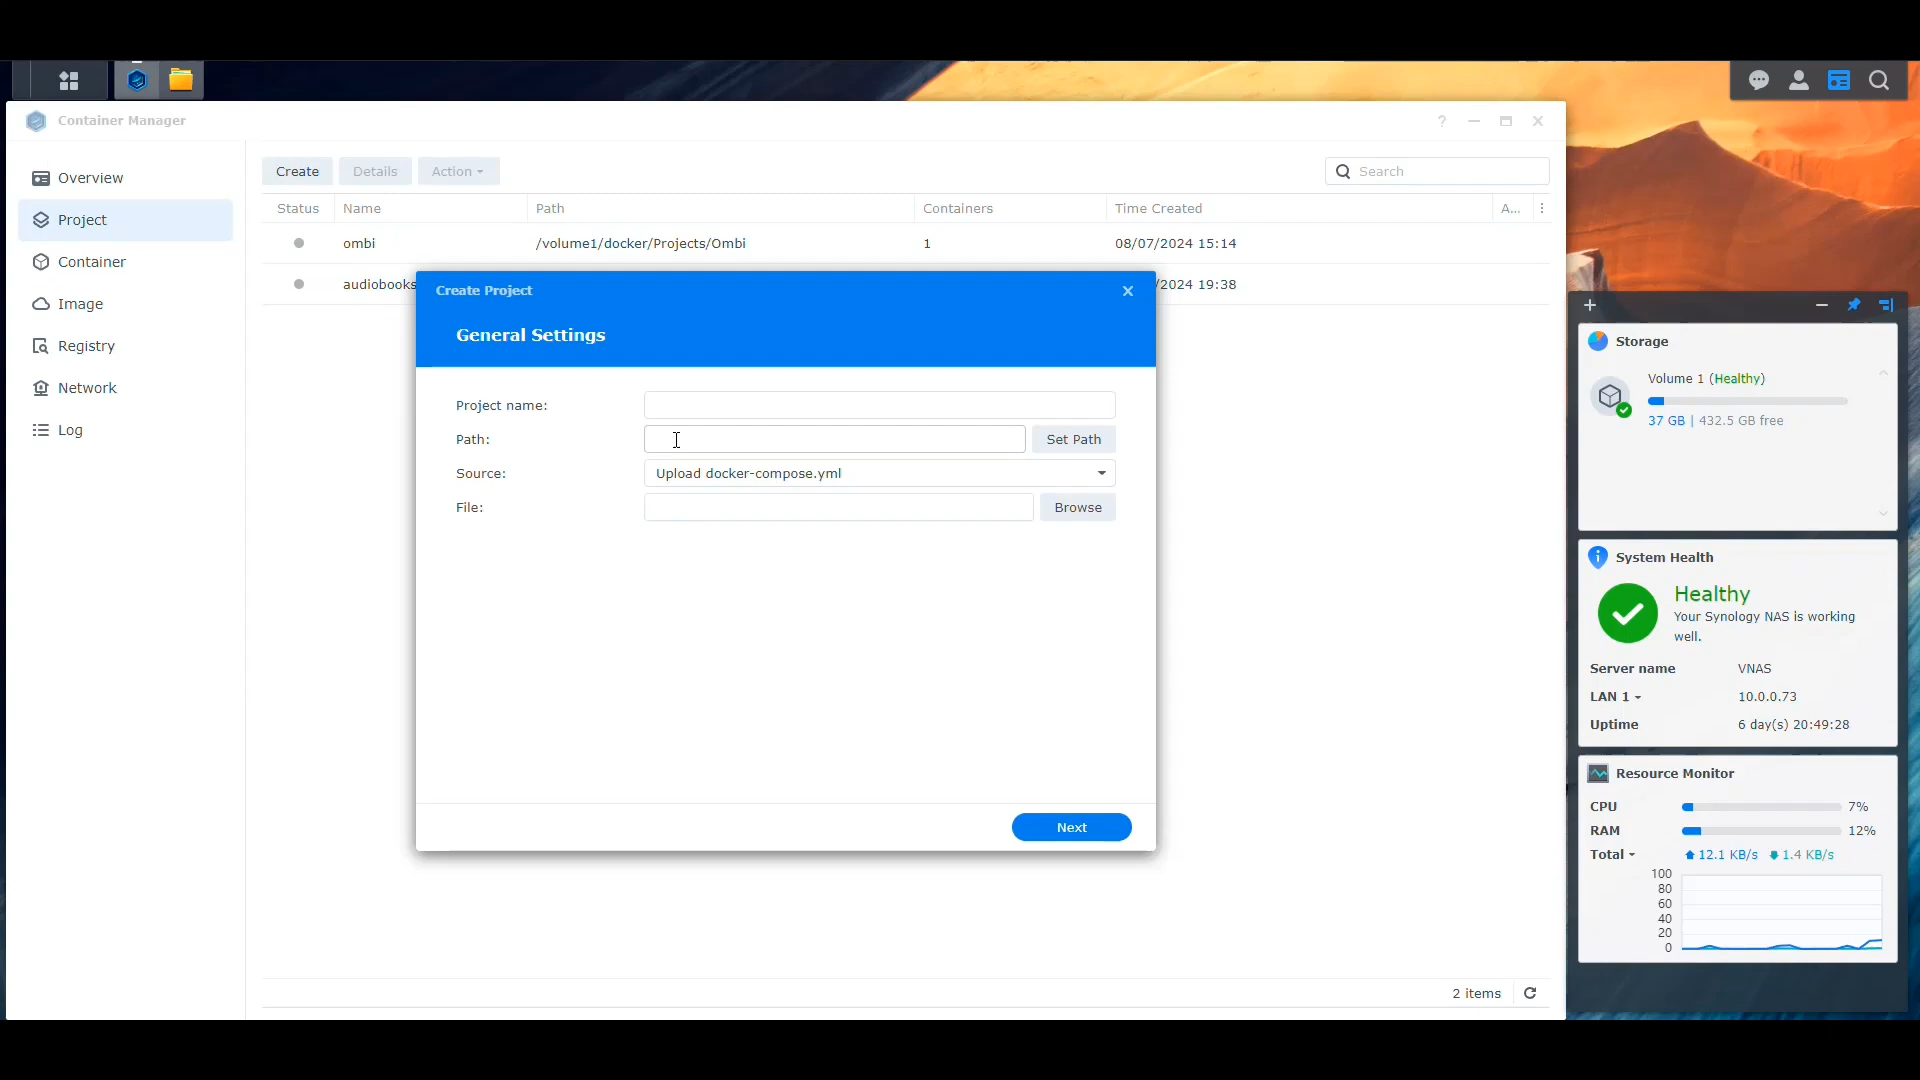 Container Manager
?
Overview
Project
Container
Image
Registry
Network
Log
Create
Details
Action
Search
Status
Name
Path
Containers
Time Created
A...
ombi
/volume1/docker/Projects/Ombi
1
08/07/2024 15:14
audiobooks
/2024 19:38
Create Project
General Settings
Project name:
Path:
Set Path
Source:
Upload docker-compose.yml
File:
Browse
Next
2 items
Storage
Volume 1 (Healthy)
37 GB | 432.5 GB free
System Health
Healthy
Your Synology NAS is working
well.
Server name VNAS
LAN 1 10.0.0.73
Uptime 6 day(s) 20:49:28
Resource Monitor
CPU 7%
RAM 12%
Total 12.1 KB/s 1.4 KB/s
100
80
60
40
20
0